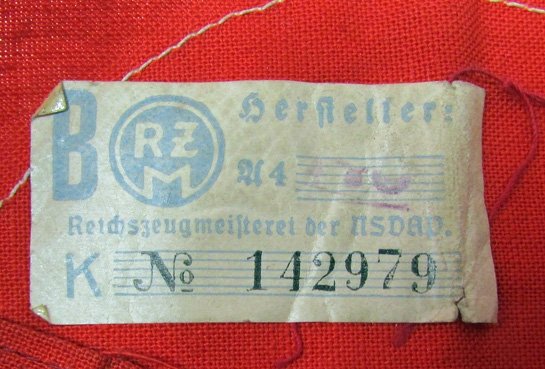 B RZM Hersteller:
A4
Reichszeugmeisterei der NSDAP.
K № 142979